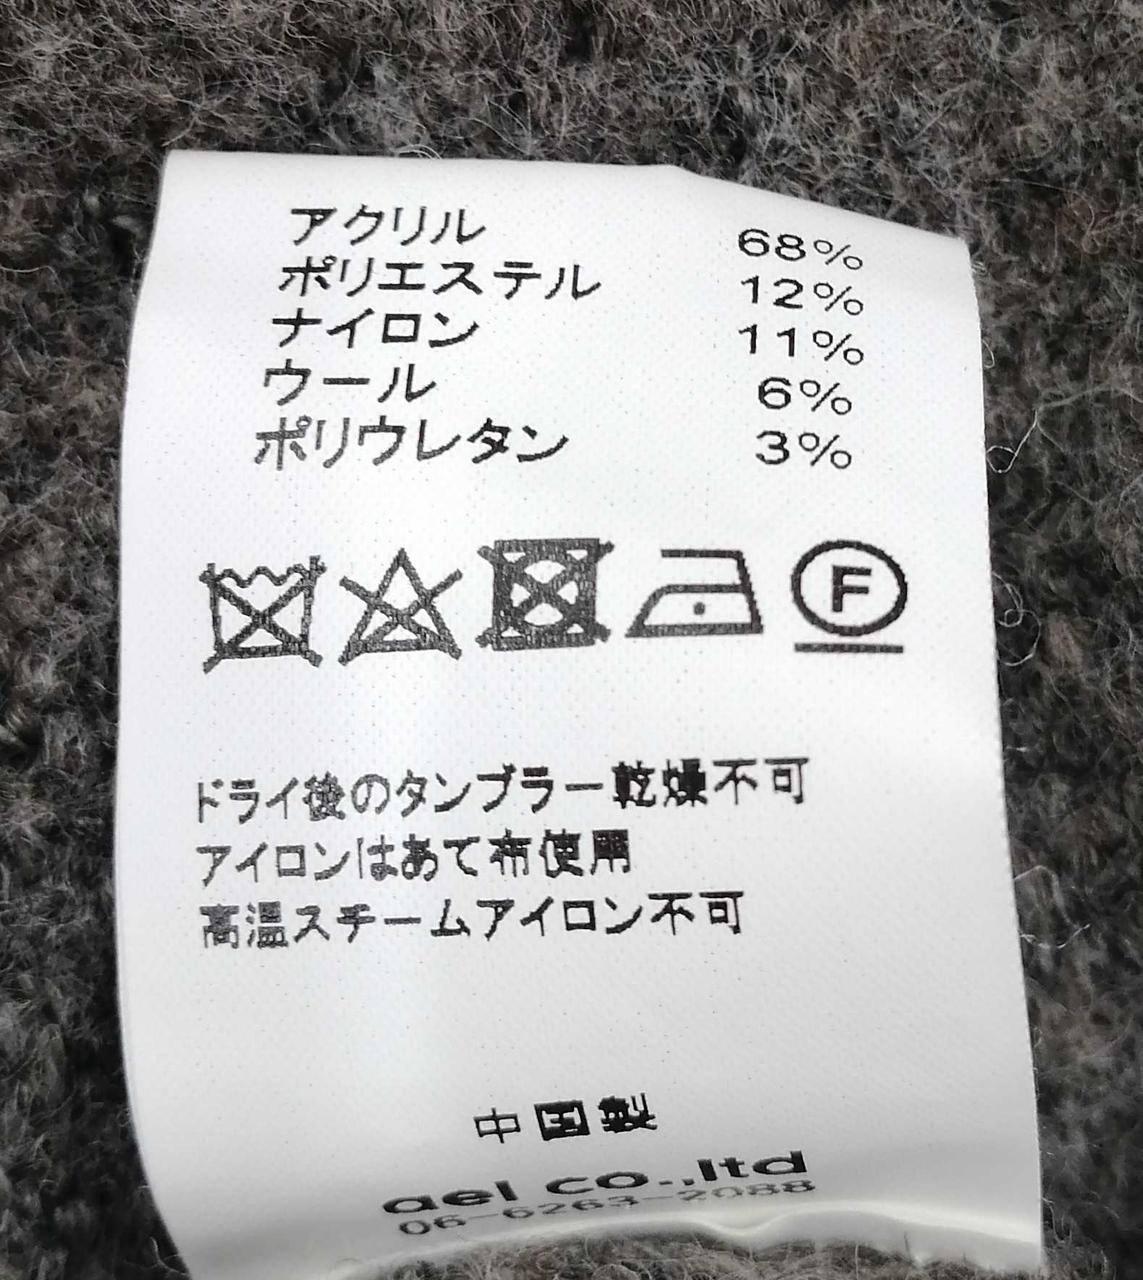 アクリル 68%
ポリエステル 12%
ナイロン 11%
ウール 6%
ポリウレタン 3%
F
ドライ後のタンブラー乾燥不可
アイロンはあて布使用
高温スチームアイロン不可
中国製
ael co.,ltd
06-6263-2088